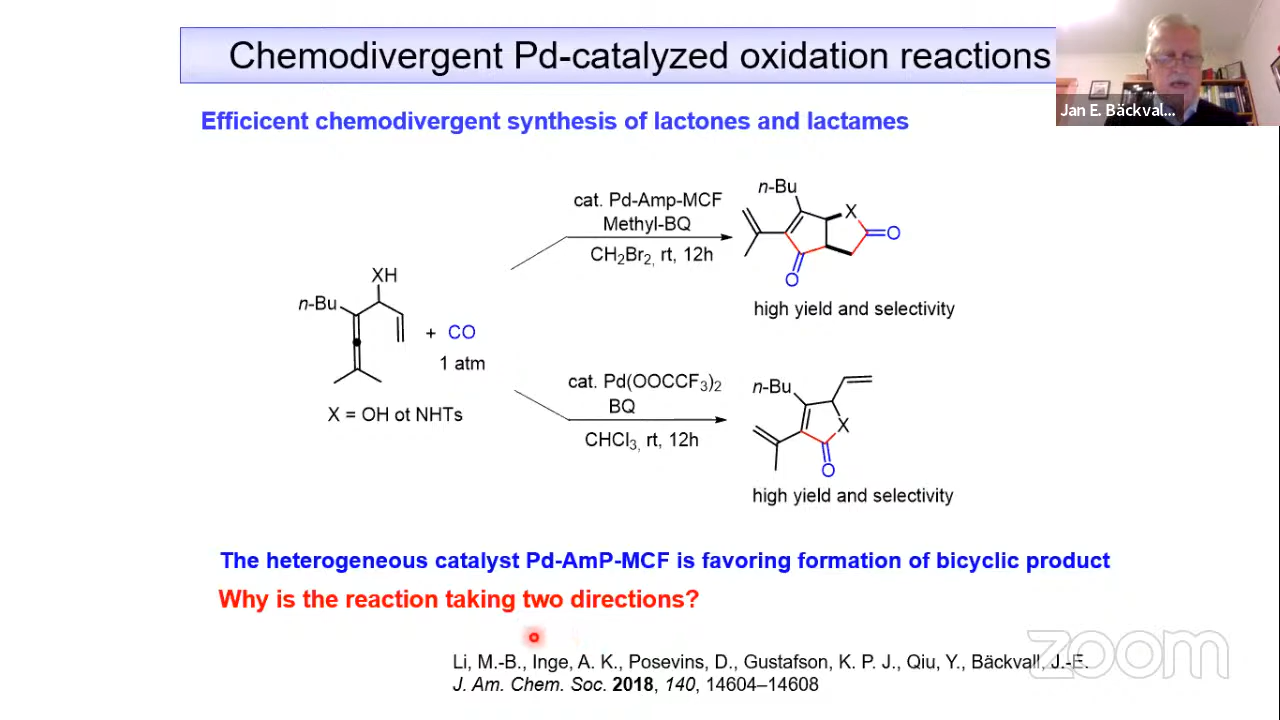 Chemodivergent Pd-catalyzed oxidation reactions
Jan E. Bäckval...
Efficicent chemodivergent synthesis of lactones and lactames
n-Bu
cat. Pd-Amp-MCF
Methyl-BQ
CH2Br2, rt, 12h
X
O
O
high yield and selectivity
XH
n-Bu
+ CO
1 atm
X = OH ot NHTs
cat. Pd(OOCCF3)2
BQ
CHCl3, rt, 12h
n-Bu
X
O
high yield and selectivity
The heterogeneous catalyst Pd-AmP-MCF is favoring formation of bicyclic product
Why is the reaction taking two directions?
zoom
Li, M.-B., Inge, A. K., Posevins, D., Gustafson, K. P. J., Qiu, Y., Bäckvall, J.-E.
J. Am. Chem. Soc. 2018, 140, 14604–14608